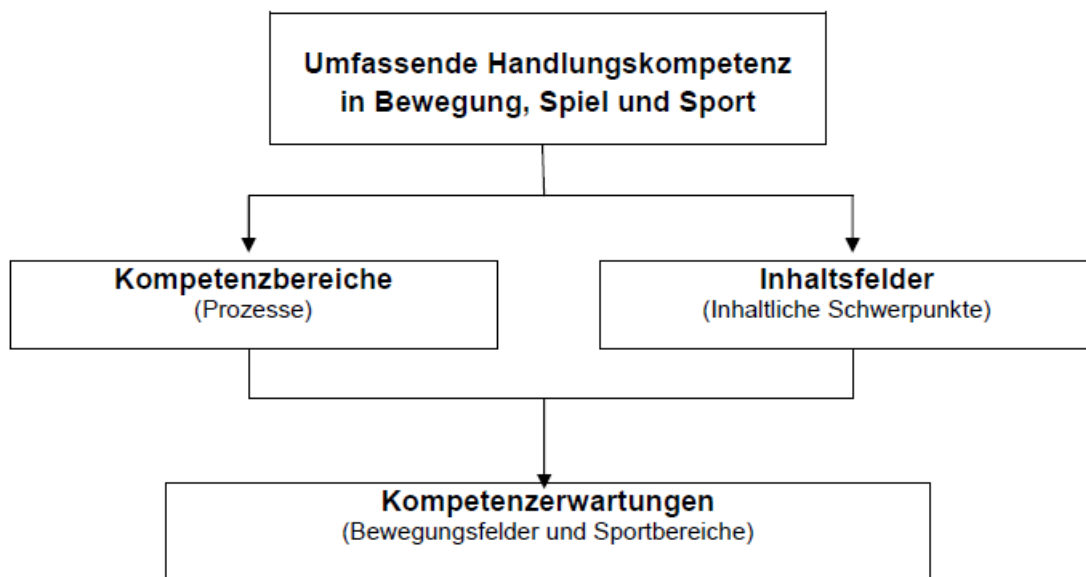 Umfassende Handlungskompetenz
in Bewegung, Spiel und Sport
Kompetenzbereiche
(Prozesse)
Inhaltsfelder
(Inhaltliche Schwerpunkte)
Kompetenzerwartungen
(Bewegungsfelder und Sportbereiche)